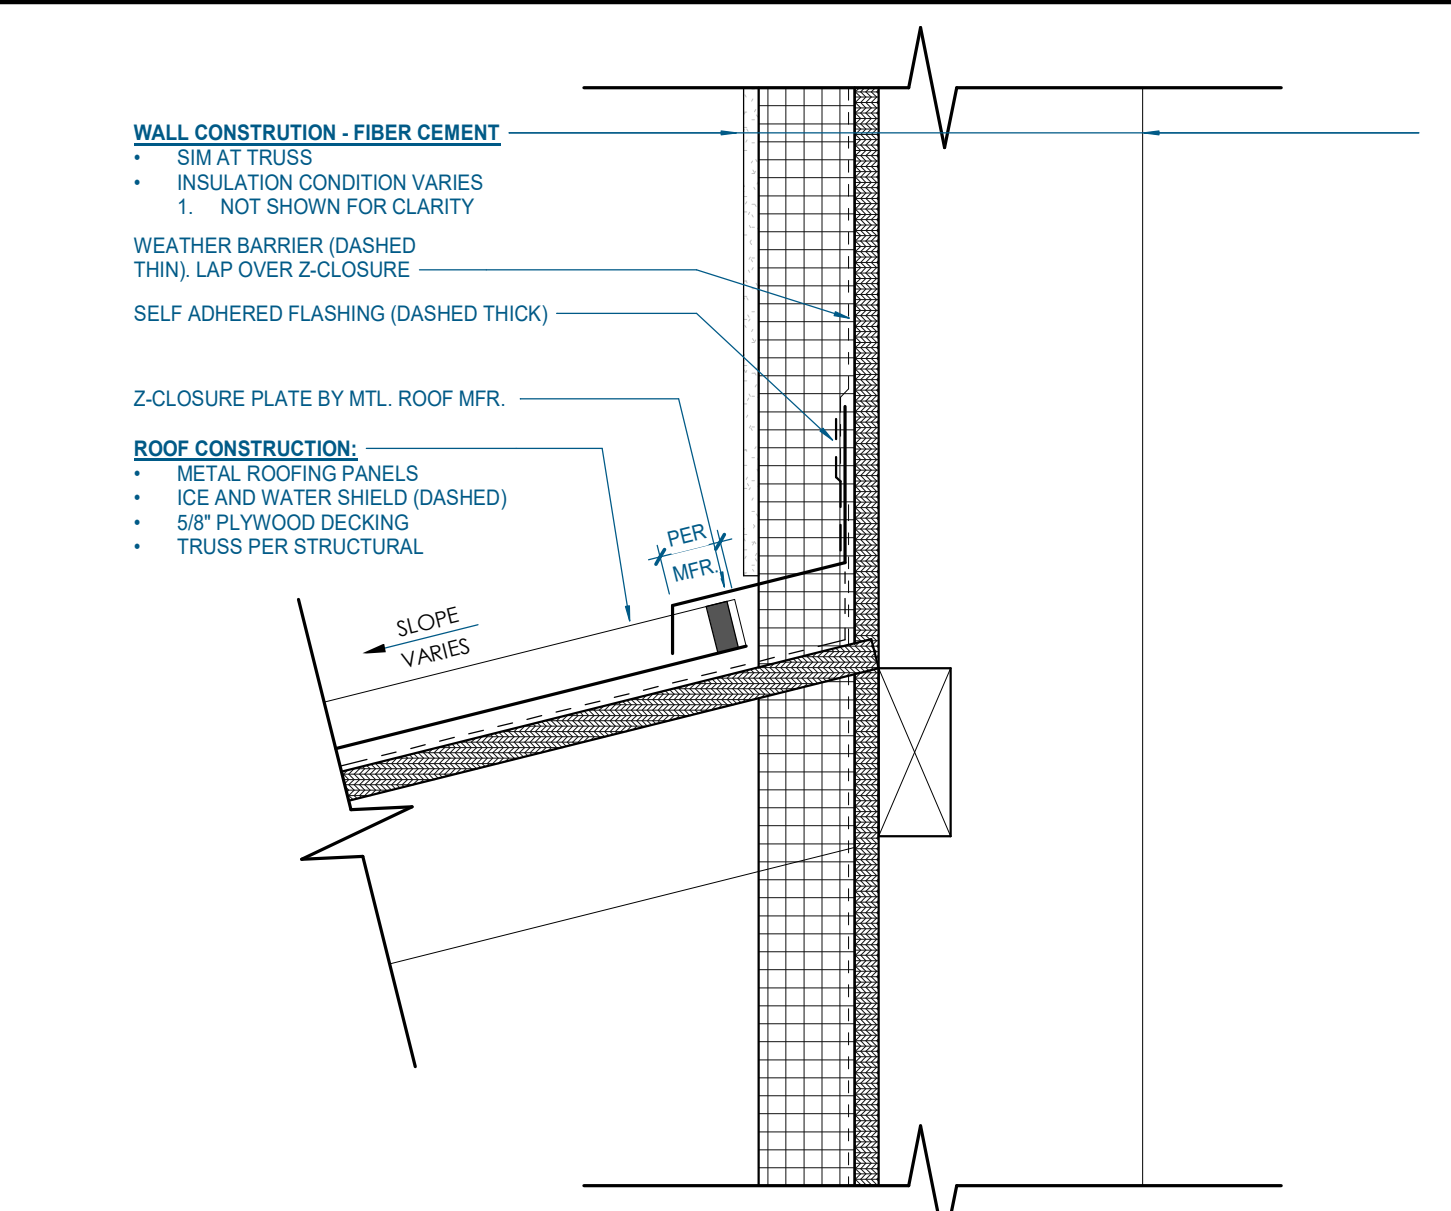 WALL CONSTRUTION - FIBER CEMENT
• SIM AT TRUSS
• INSULATION CONDITION VARIES
1. NOT SHOWN FOR CLARITY
WEATHER BARRIER (DASHED
THIN). LAP OVER Z-CLOSURE
SELF ADHERED FLASHING (DASHED THICK)
Z-CLOSURE PLATE BY MTL. ROOF MFR.
ROOF CONSTRUCTION:
• METAL ROOFING PANELS
• ICE AND WATER SHIELD (DASHED)
• 5/8" PLYWOOD DECKING
• TRUSS PER STRUCTURAL
PER
MFR.
SLOPE
VARIES